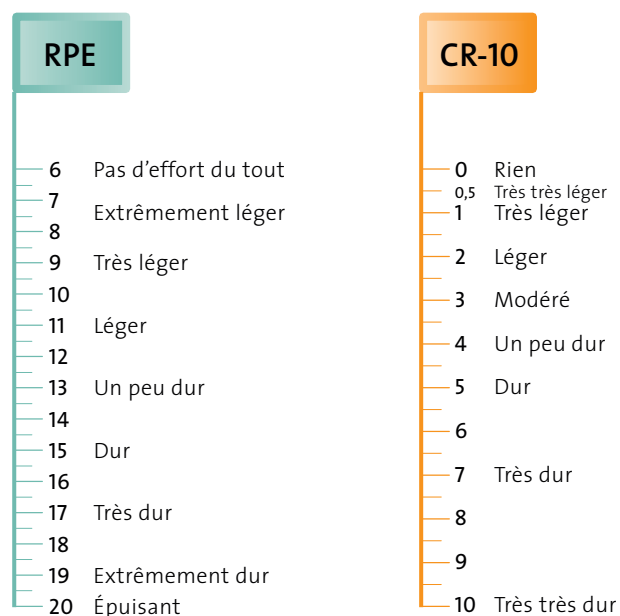 RPE
6 Pas d’effort du tout
7
Extrêmement léger
8
9 Très léger
10
11 Léger
12
13 Un peu dur
14
15 Dur
16
17 Très dur
18
19 Extrêmement dur
20 Épuisant
CR-10
0 Rien
0,5 Très très léger
1 Très léger
2 Léger
3 Modéré
4 Un peu dur
5 Dur
6
7 Très dur
8
9
10 Très très dur